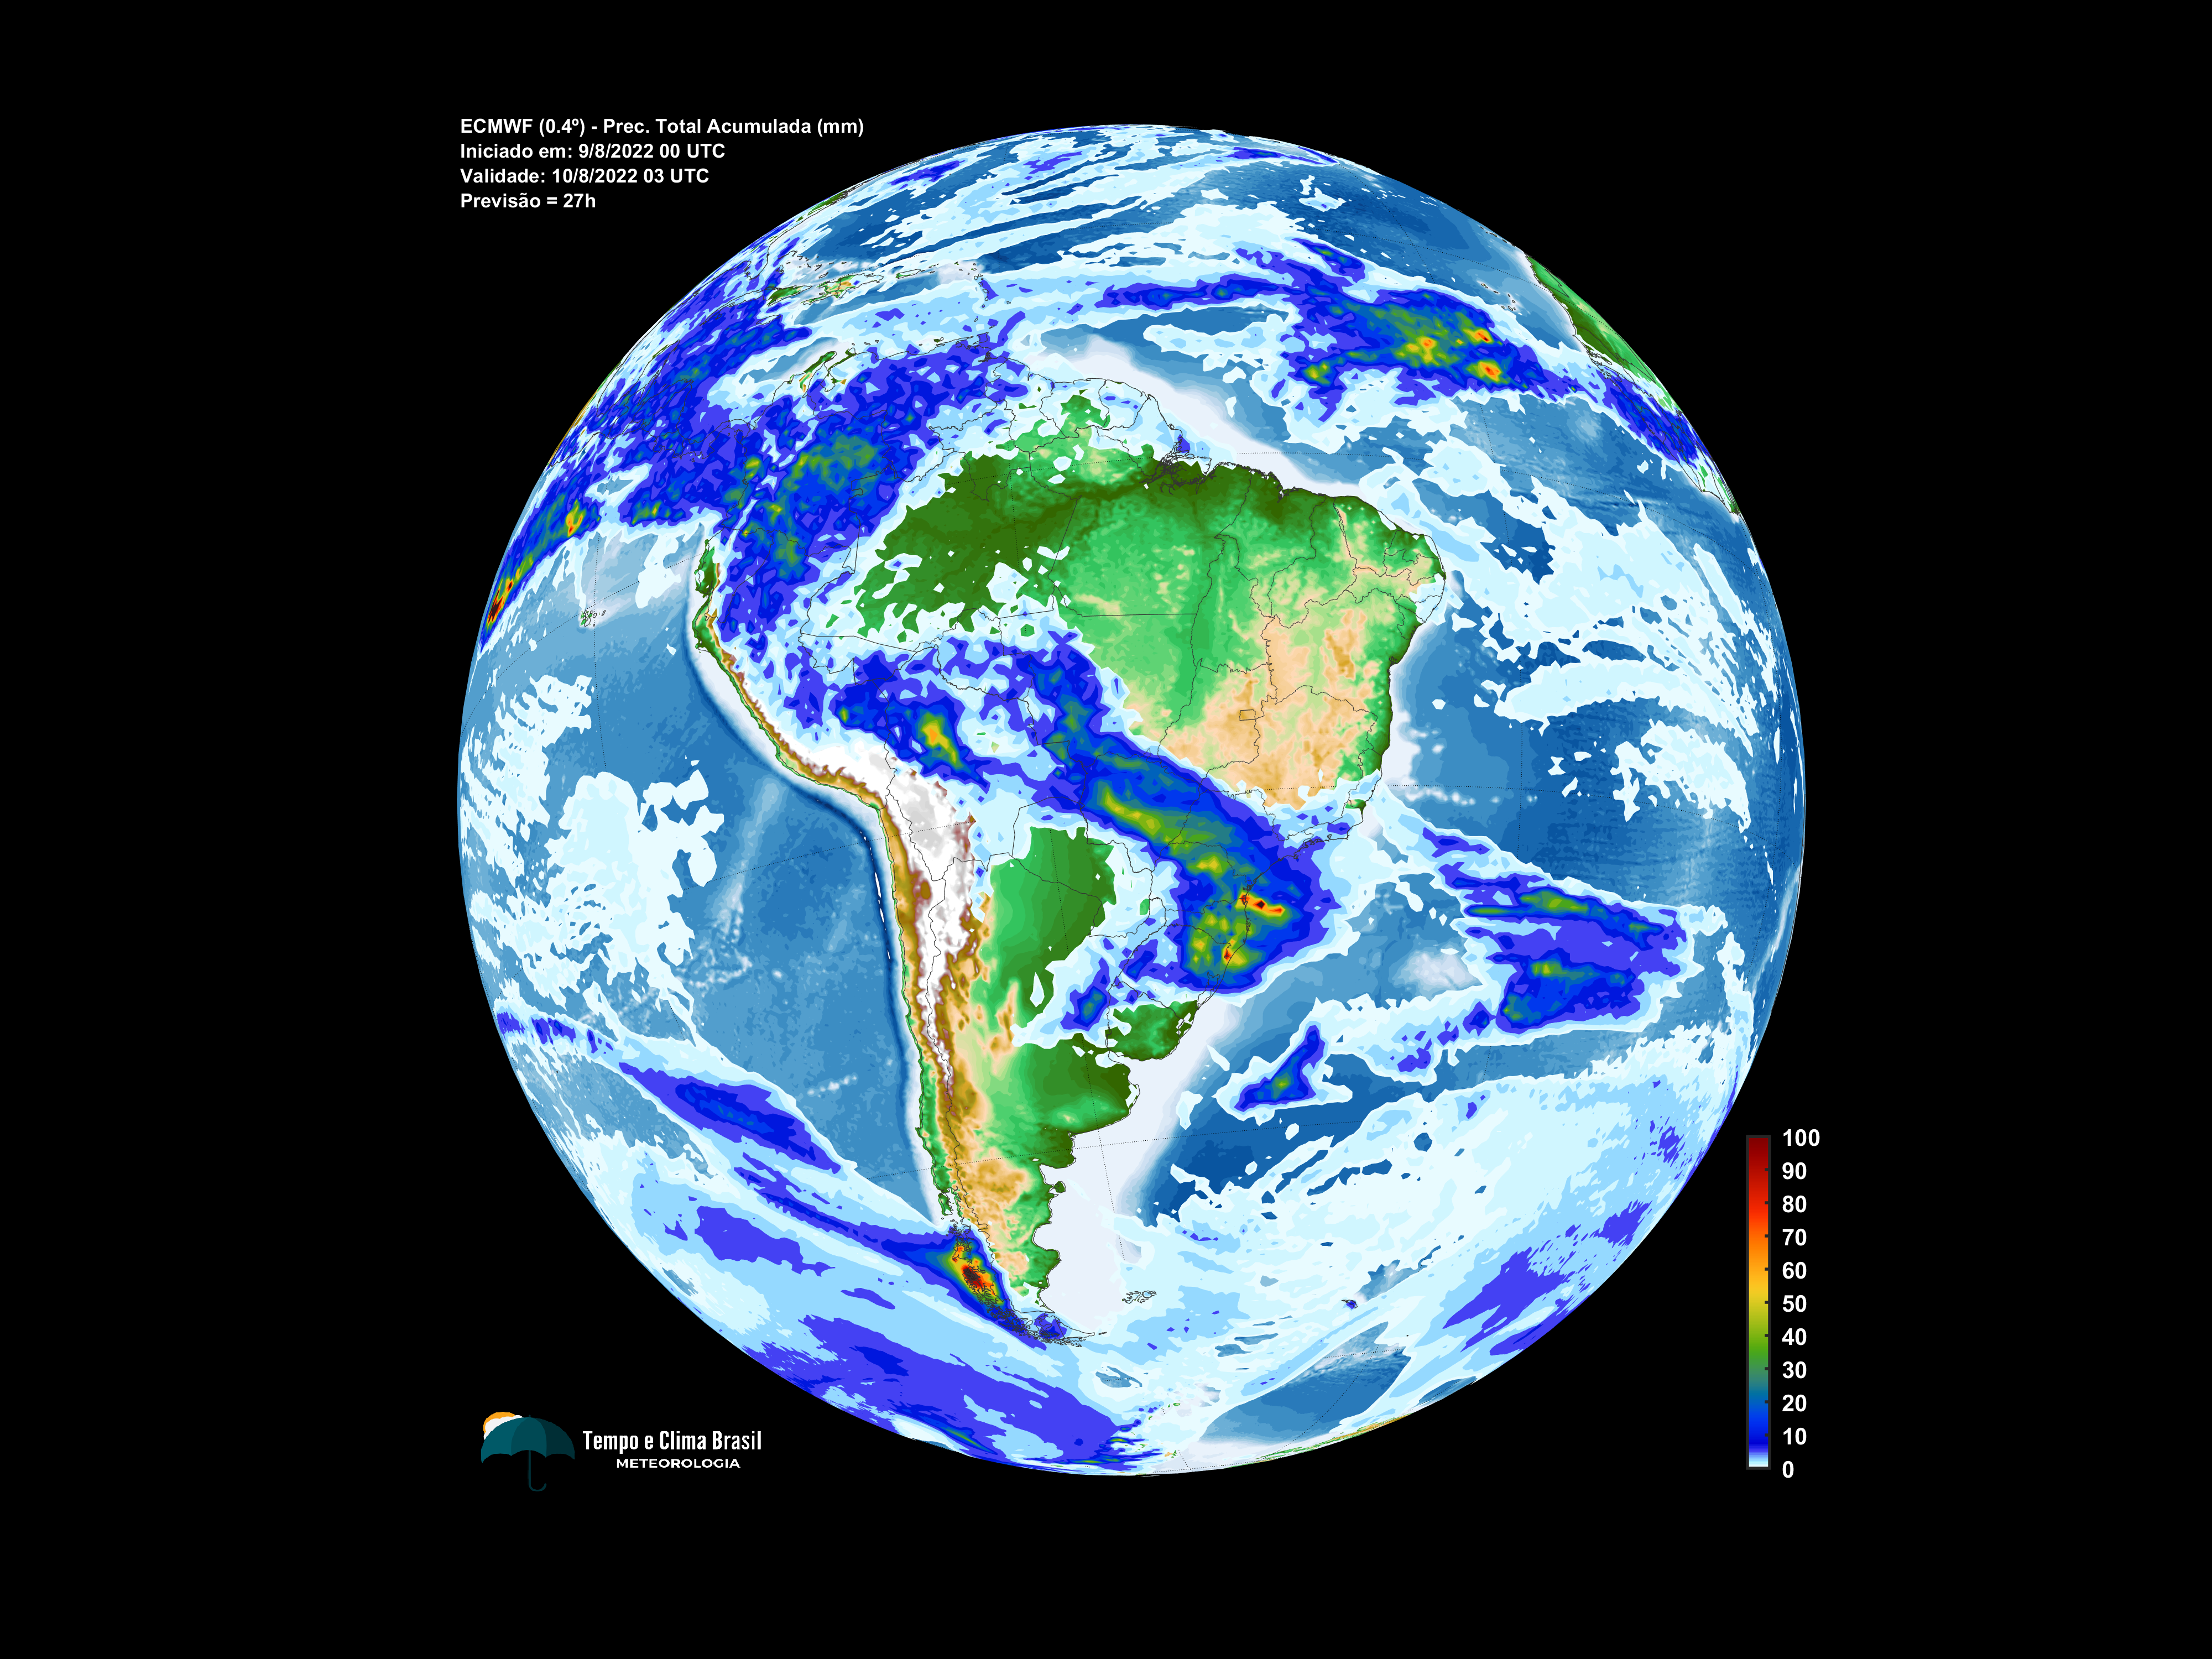 ECMWF (0.4º) - Prec. Total Acumulada (mm)
Iniciado em: 9/8/2022 00 UTC
Validade: 10/8/2022 03 UTC
Previsão = 27h
100
90
80
70
60
50
40
30
20
10
0
Tempo e Clima Brasil
METEOROLOGIA